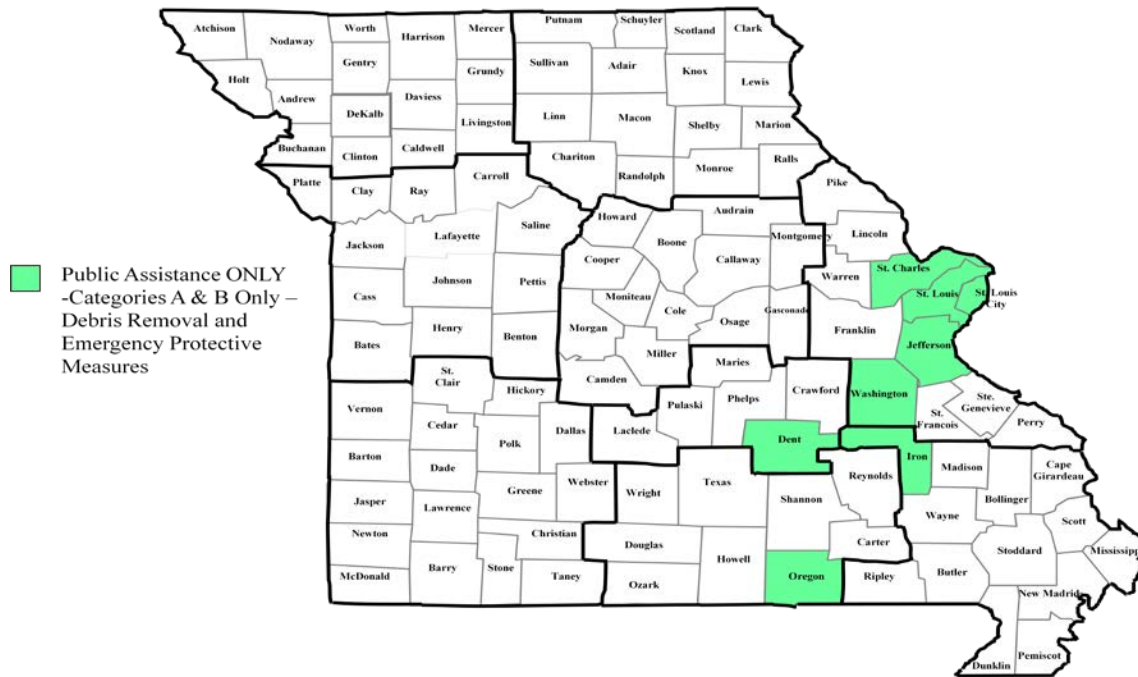 Atchison
Nodaway
Worth
Harrison
Mercer
Putnam
Schuyler
Scotland
Clark
Gentry
Sullivan
Adair
Knox
Holt
Grundy
Lewis
Andrew
DeKalb
Daviess
Livingston
Linn
Macon
Shelby
Marion
Buchanan
Clinton
Caldwell
Chariton
Randolph
Monroe
Ralls
Platte
Clay
Ray
Carroll
Pike
Howard
Audrain
Saline
Lafayette
Jackson
Boone
Montgomery
Lincoln
Cooper
Callaway
Warren
St. Charles
Johnson
Pettis
Cass
Moniteau
St. Louis
St. Louis
City
Cole
Osage
Gasconade
Franklin
Henry
Benton
Morgan
Bates
Miller
Jefferson
Public Assistance ONLY
-Categories A & B Only –
Debris Removal and
Emergency Protective
Measures
St.
Clair
Hickory
Camden
Maries
Crawford
Washington
Vernon
Pulaski
Phelps
St.
Francois
Ste.
Genevieve
Perry
Cedar
Polk
Dallas
Laclede
Dent
Iron
Barton
Dade
Madison
Cape
Girardeau
Reynolds
Jasper
Greene
Webster
Wright
Texas
Shannon
Bollinger
Lawrence
Wayne
Scott
Newton
Christian
Douglas
Carter
Stoddard
Mississipp
McDonald
Barry
Stone
Taney
Ozark
Howell
Oregon
Ripley
Butler
New Madrid
Dunklin
Pemiscot